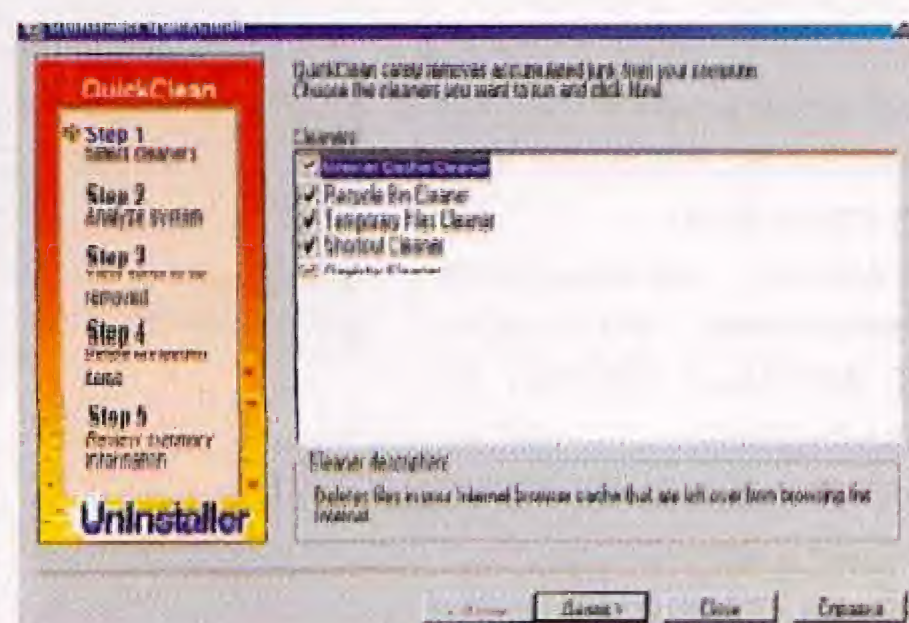 QuickClean
Step 1
Select cleaners
Step 2
Analyze system
Step 3
removed
Step 4
items
Step 5
Review summary
information
UnInstaller
QuickClean safely removes accumulated junk from your computer.
Choose the cleaners you want to run and click Next.
Cleaners
Internet Cache Cleaner
Recycle Bin Cleaner
Temporary Files Cleaner
Shortcut Cleaner
Registry Cleaner
Cleaner description
Deletes files in your Internet browser cache that are left over from browsing the
Internet.
Close